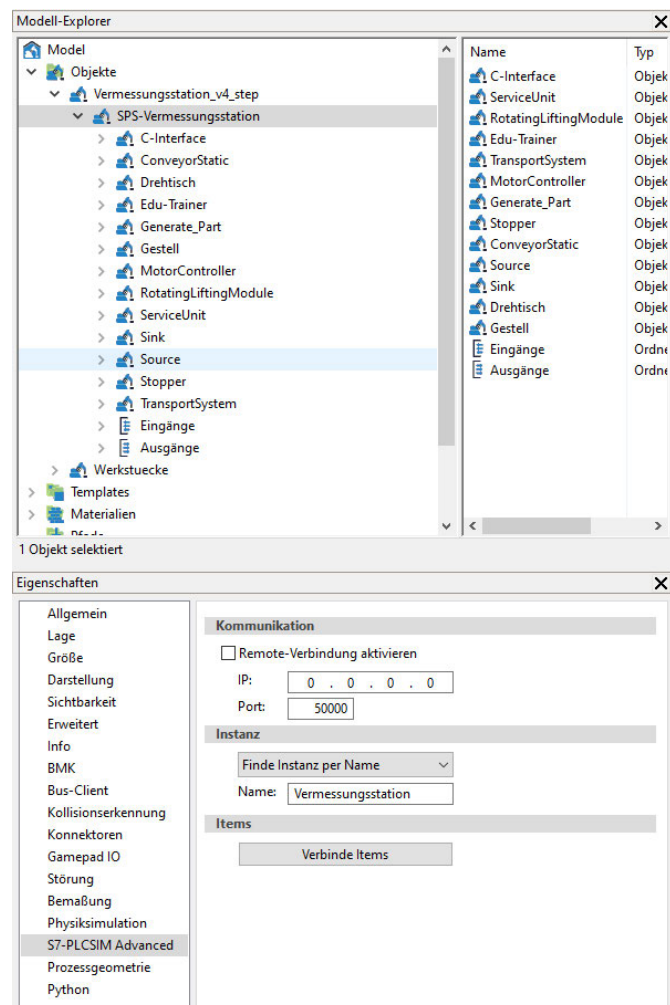 Modell-Explorer
Model
Objekte
Vermessungsstation_v4_step
SPS-Vermessungsstation
C-Interface
ConveyorStatic
Drehtisch
Edu-Trainer
Generate_Part
Gestell
MotorController
RotatingLiftingModule
ServiceUnit
Sink
Source
Stopper
TransportSystem
Eingänge
Ausgänge
Werkstuecke
Templates
Materialien
Name Typ
C-Interface Objek
ServiceUnit Objek
RotatingLiftingModule Objek
Edu-Trainer Objek
TransportSystem Objek
MotorController Objek
Generate_Part Objek
Stopper Objek
ConveyorStatic Objek
Source Objek
Sink Objek
Drehtisch Objek
Gestell Objek
Eingänge Ordne
Ausgänge Ordne
1 Objekt selektiert
Eigenschaften
Allgemein
Lage
Größe
Darstellung
Sichtbarkeit
Erweitert
Info
BMK
Bus-Client
Kollisionserkennung
Konnektoren
Gamepad IO
Störung
Bemaßung
Physiksimulation
S7-PLCSIM Advanced
Prozessgeometrie
Python
Kommunikation
Remote-Verbindung aktivieren
IP: 0 . 0 . 0 . 0
Port: 50000
Instanz
Finde Instanz per Name
Name: Vermessungsstation
Items
Verbinde Items